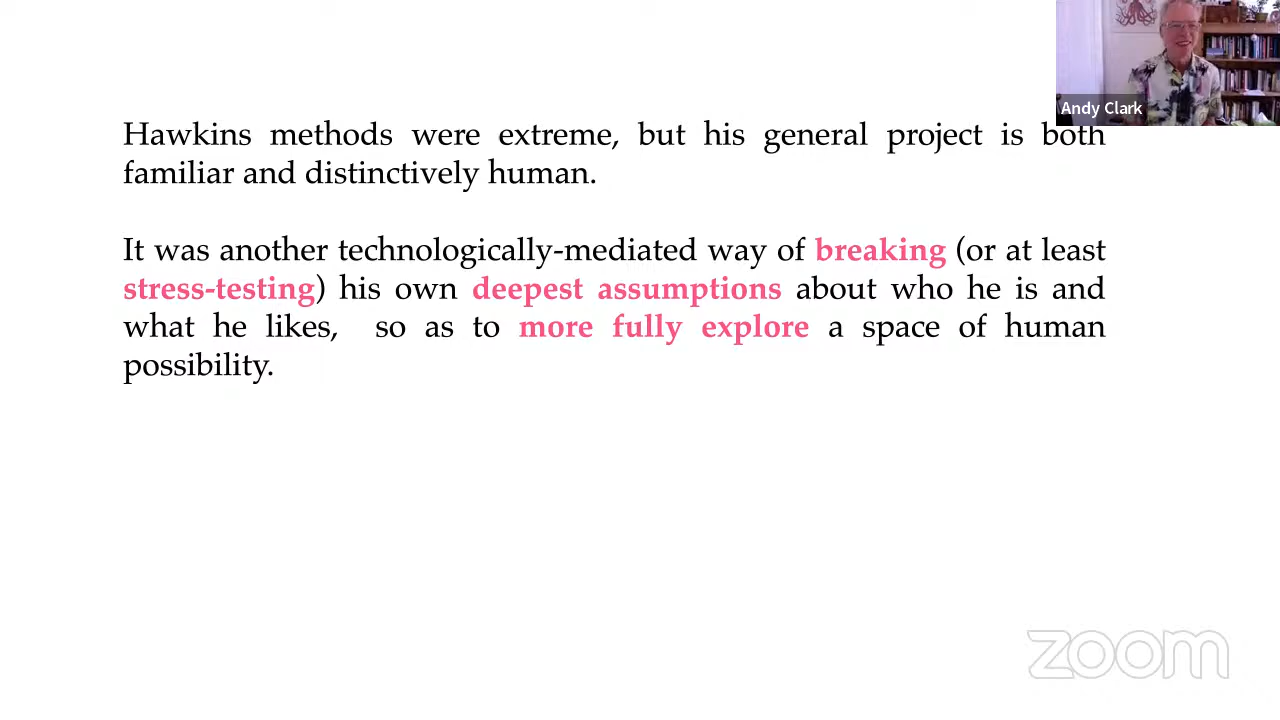 Andy Clark
Hawkins methods were extreme, but his general project is both
familiar and distinctively human.
It was another technologically-mediated way of breaking (or at least
stress-testing) his own deepest assumptions about who he is and
what he likes, so as to more fully explore a space of human
possibility.
zoom